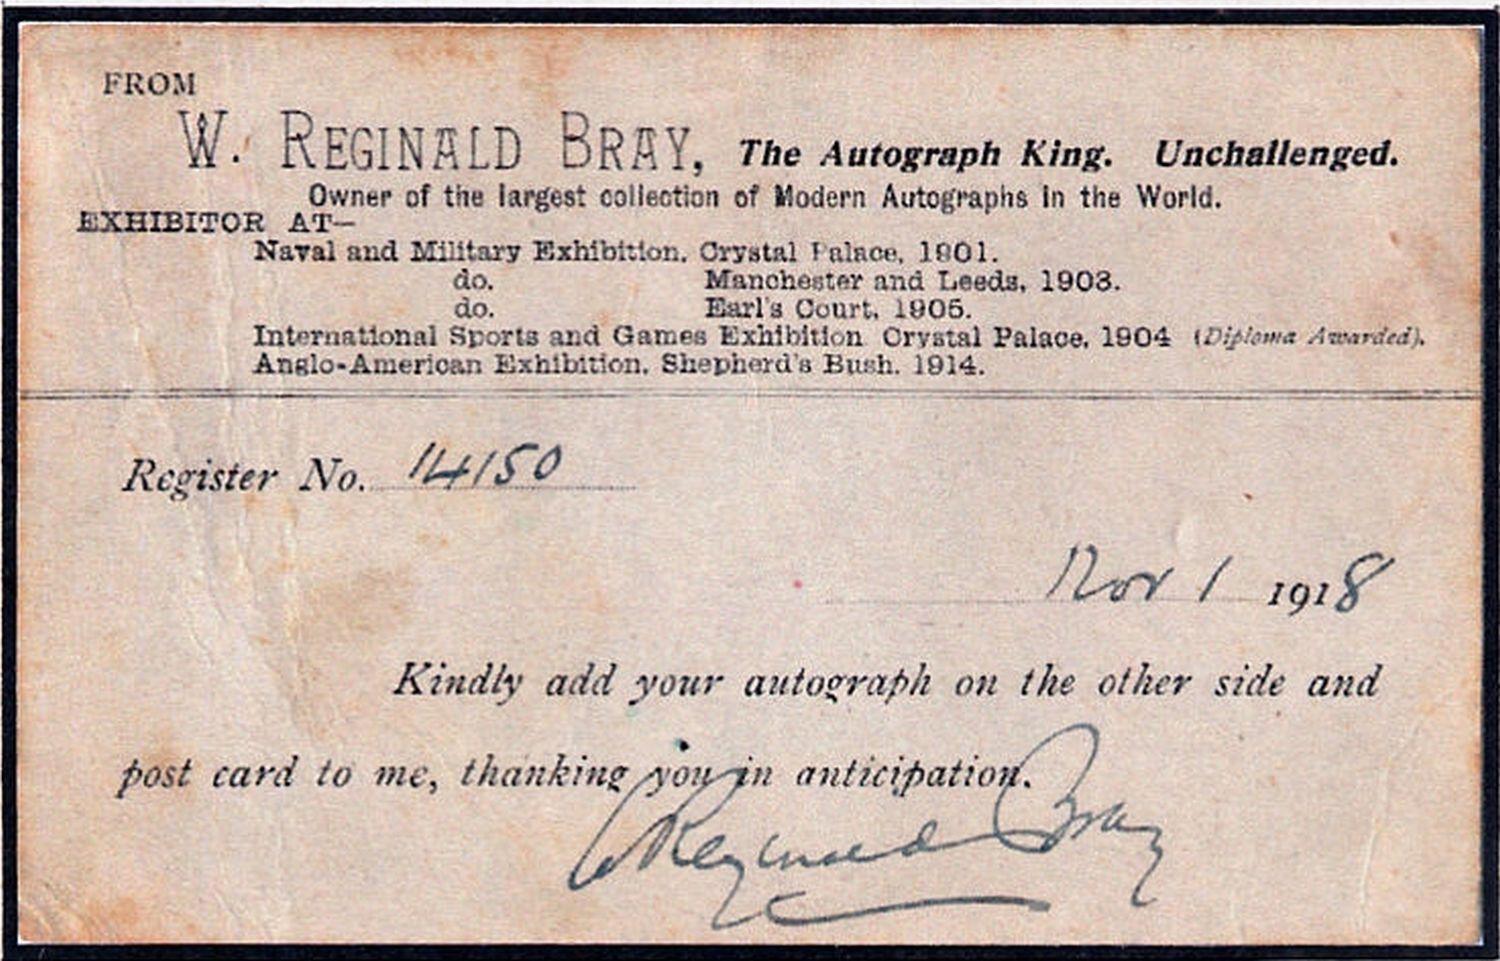 FROM
W. REGINALD BRAY, The Autograph King. Unchallenged.
Owner of the largest collection of Modern Autographs in the World.
EXHIBITOR AT—
Naval and Military Exhibition, Crystal Palace, 1901.
do. Manchester and Leeds, 1903.
do. Earl's Court, 1905.
International Sports and Games Exhibition Crystal Palace, 1904 (Diploma Awarded).
Anglo-American Exhibition, Shepherd's Bush, 1914.
Register No. 14150
Nov 1 1918
Kindly add your autograph on the other side and
post card to me, thanking you in anticipation.
Reginald Bray